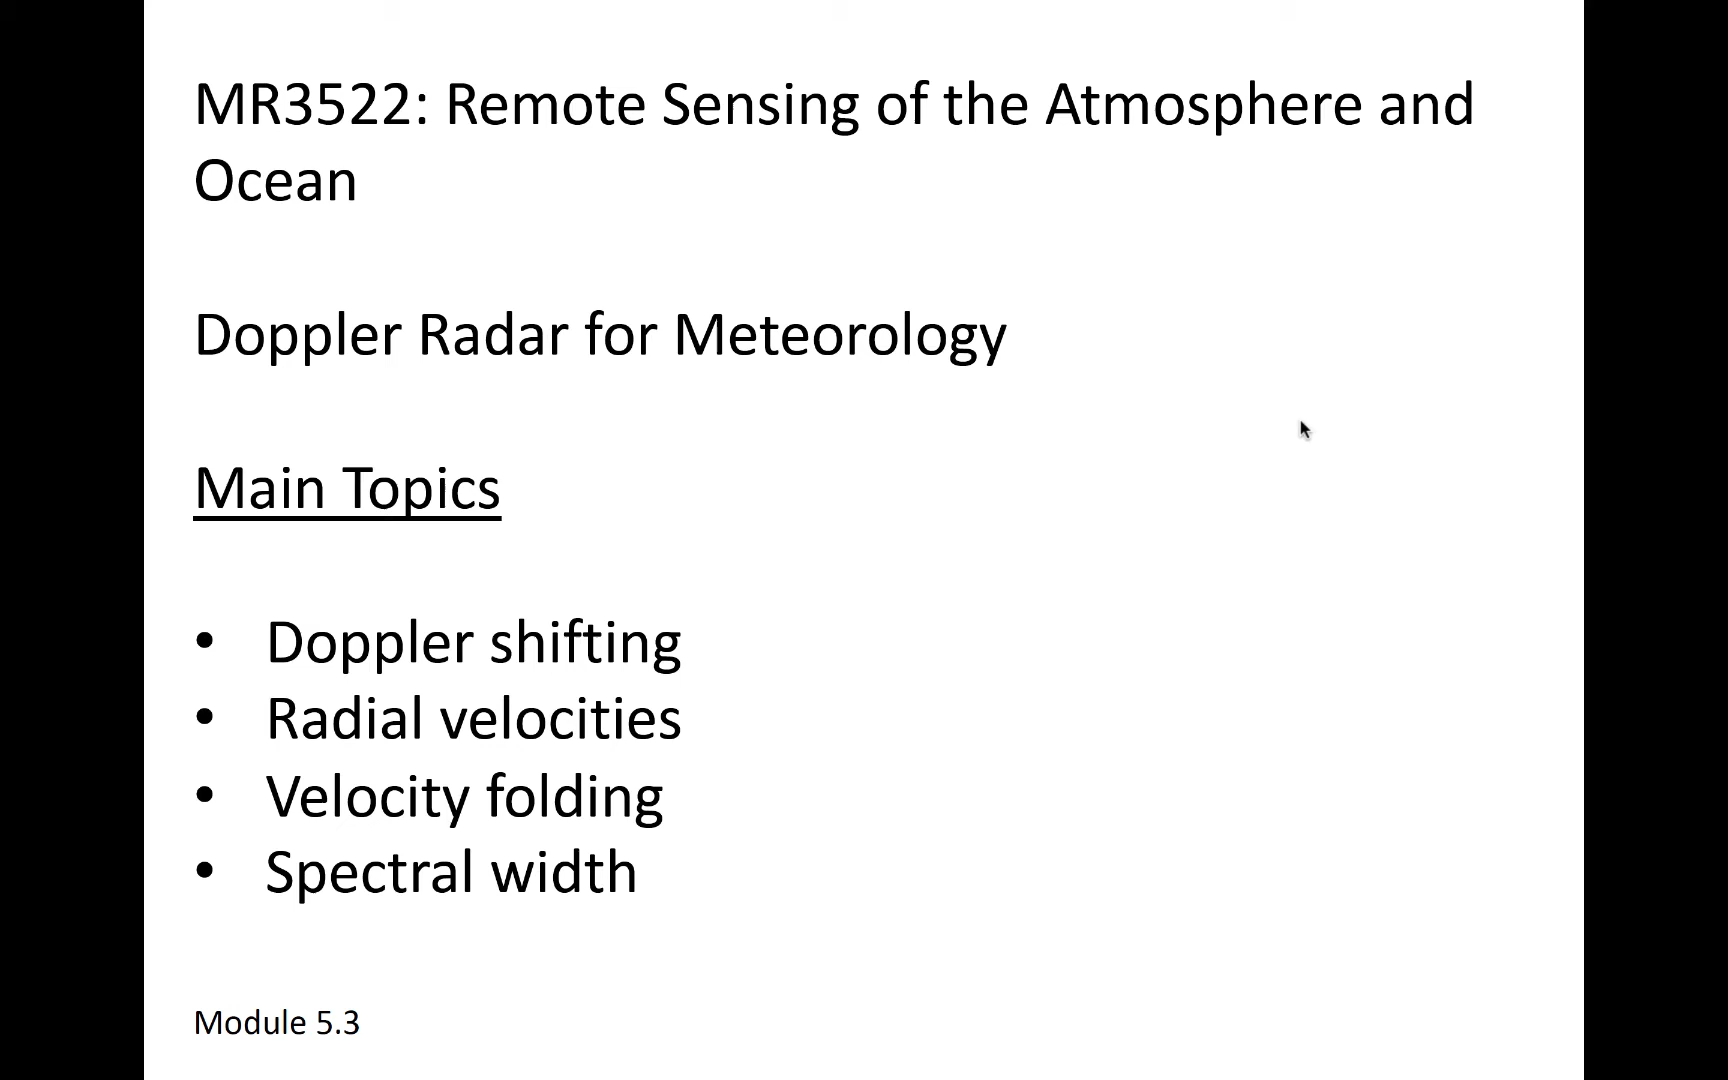 MR3522: Remote Sensing of the Atmosphere and
Ocean
Doppler Radar for Meteorology
Main Topics
• Doppler shifting
• Radial velocities
• Velocity folding
• Spectral width
Module 5.3